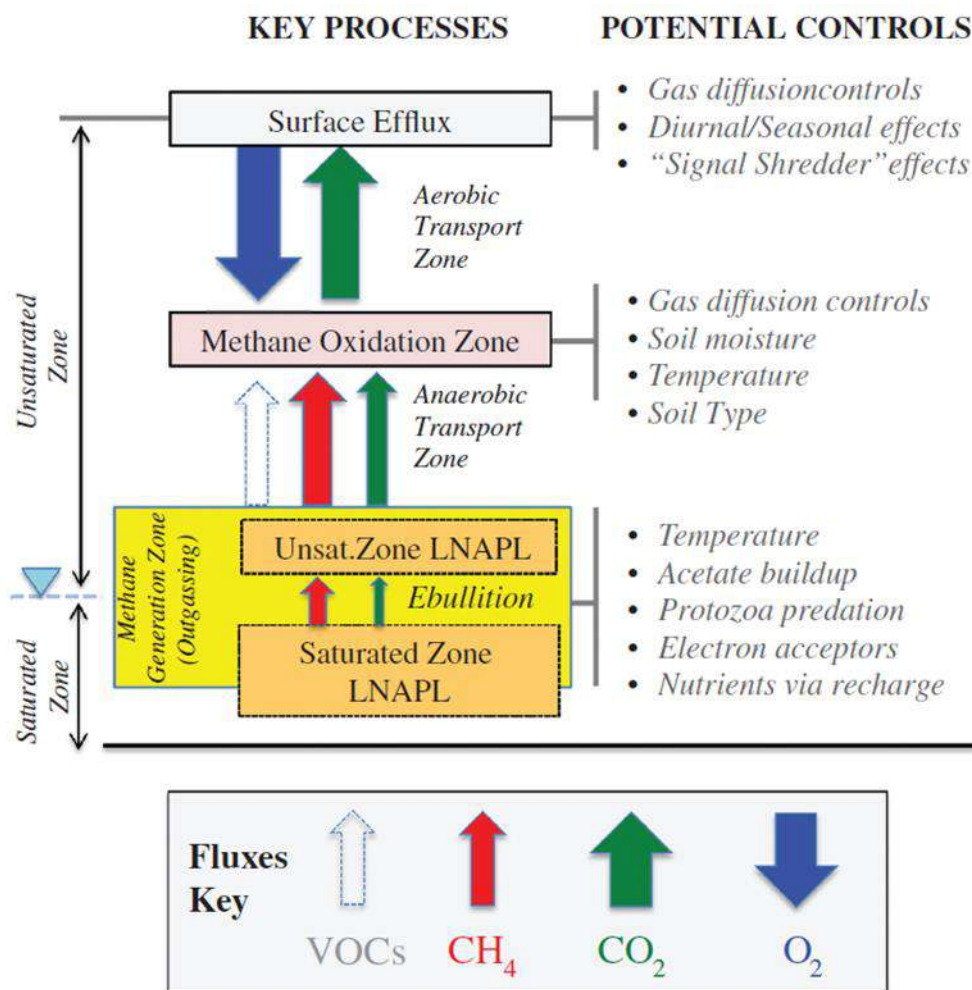 KEY PROCESSES
POTENTIAL CONTROLS
Surface Efflux
• Gas diffusioncontrols
• Diurnal/Seasonal effects
• “Signal Shredder”effects
Aerobic
Transport
Zone
Unsaturated
Zone
Methane Oxidation Zone
• Gas diffusion controls
• Soil moisture
• Temperature
• Soil Type
Anaerobic
Transport
Zone
Methane
Generation Zone
(Outgassing)
Unsat.Zone LNAPL
Ebullition
Saturated Zone
LNAPL
• Temperature
• Acetate buildup
• Protozoa predation
• Electron acceptors
• Nutrients via recharge
Saturated
Zone
Fluxes
Key
VOCs
CH4
CO2
O2